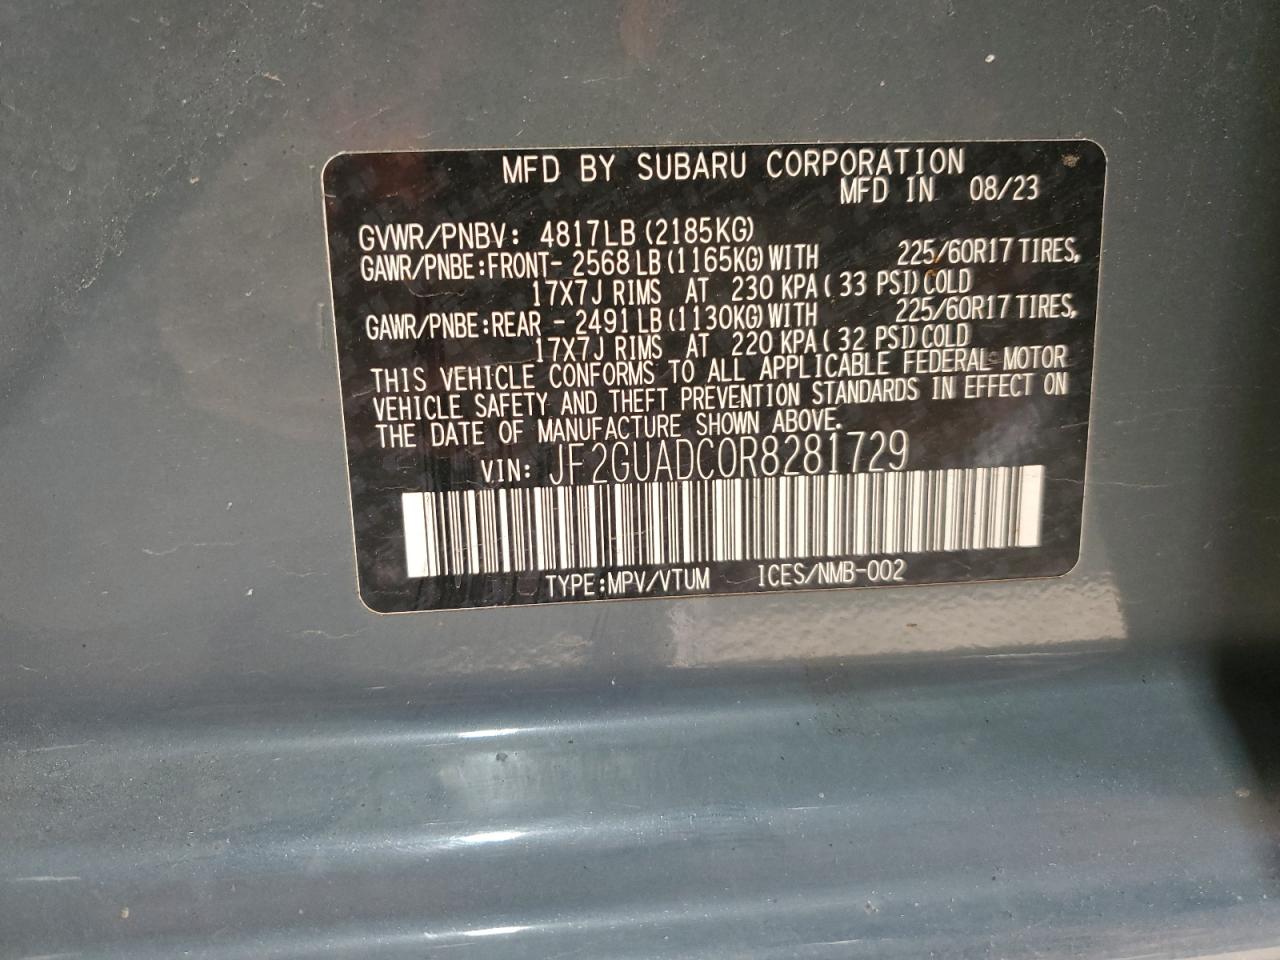 MFD BY SUBARU CORPORATION
MFD IN 08/23
GVWR/PNBV: 4817LB (2185KG)
GAWR/PNBE:FRONT- 2568 LB (1165KG) WITH 225/60R17 TIRES,
17X7J RIMS AT 230 KPA ( 33 PSI) COLD
GAWR/PNBE:REAR - 2491 LB (1130KG) WITH 225/60R17 TIRES,
17X7J RIMS AT 220 KPA ( 32 PSI) COLD
THIS VEHICLE CONFORMS TO ALL APPLICABLE FEDERAL MOTOR
VEHICLE SAFETY AND THEFT PREVENTION STANDARDS IN EFFECT ON
THE DATE OF MANUFACTURE SHOWN ABOVE.
VIN: JF2GUADC0R8281729
TYPE:MPV/VTUM ICES/NMB-002